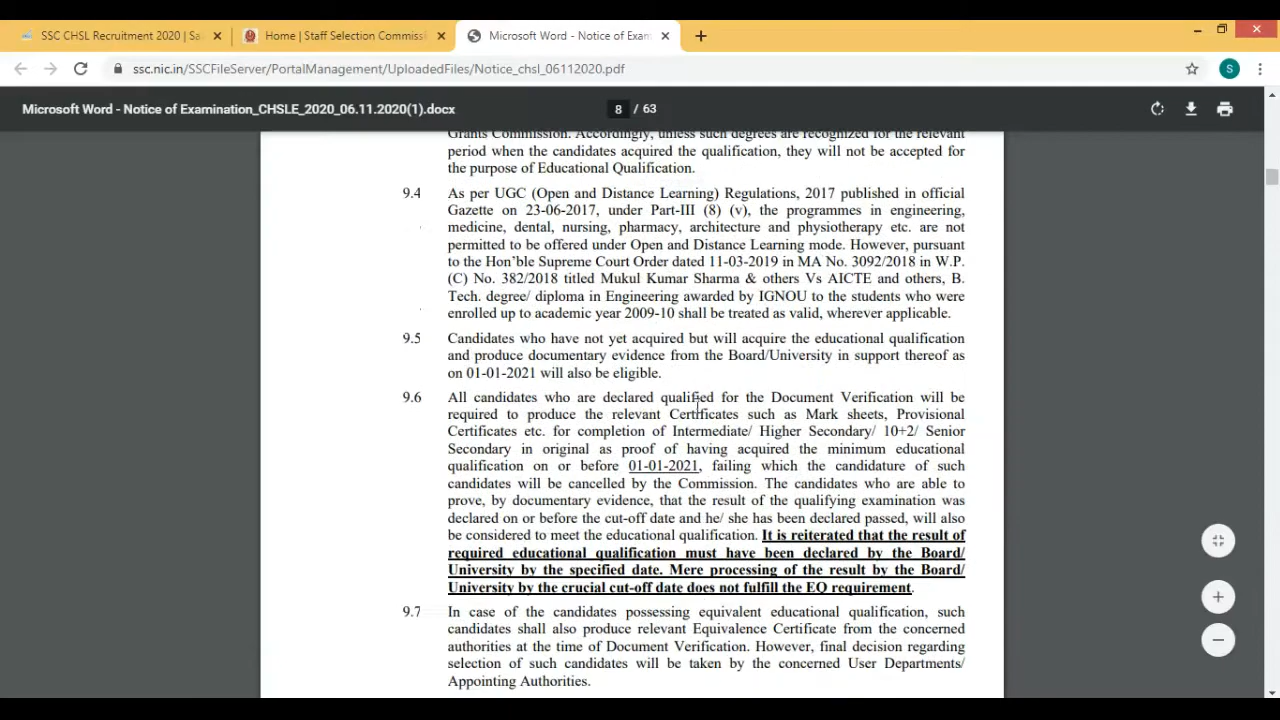 SSC CHSL Recruitment 2020 | Sa
Home | Staff Selection Commiss
Microsoft Word - Notice of Exam
S
ssc.nic.in/SSCFileServer/PortalManagement/UploadedFiles/Notice_chsl_06112020.pdf
Microsoft Word - Notice of Examination_CHSLE_2020_06.11.2020(1).docx
8 / 63
Grants Commission. Accordingly, unless such degrees are recognized for the relevant
period when the candidates acquired the qualification, they will not be accepted for
the purpose of Educational Qualification.
9.4 As per UGC (Open and Distance Learning) Regulations, 2017 published in official
Gazette on 23-06-2017, under Part-III (8) (v), the programmes in engineering,
medicine, dental, nursing, pharmacy, architecture and physiotherapy etc. are not
permitted to be offered under Open and Distance Learning mode. However, pursuant
to the Hon’ble Supreme Court Order dated 11-03-2019 in MA No. 3092/2018 in W.P.
(C) No. 382/2018 titled Mukul Kumar Sharma & others Vs AICTE and others, B.
Tech. degree/ diploma in Engineering awarded by IGNOU to the students who were
enrolled up to academic year 2009-10 shall be treated as valid, wherever applicable.
9.5 Candidates who have not yet acquired but will acquire the educational qualification
and produce documentary evidence from the Board/University in support thereof as
on 01-01-2021 will also be eligible.
9.6 All candidates who are declared qualified for the Document Verification will be
required to produce the relevant Certificates such as Mark sheets, Provisional
Certificates etc. for completion of Intermediate/ Higher Secondary/ 10+2/ Senior
Secondary in original as proof of having acquired the minimum educational
qualification on or before 01-01-2021, failing which the candidature of such
candidates will be cancelled by the Commission. The candidates who are able to
prove, by documentary evidence, that the result of the qualifying examination was
declared on or before the cut-off date and he/ she has been declared passed, will also
be considered to meet the educational qualification. It is reiterated that the result of
required educational qualification must have been declared by the Board/
University by the specified date. Mere processing of the result by the Board/
University by the crucial cut-off date does not fulfill the EQ requirement.
9.7 In case of the candidates possessing equivalent educational qualification, such
candidates shall also produce relevant Equivalence Certificate from the concerned
authorities at the time of Document Verification. However, final decision regarding
selection of such candidates will be taken by the concerned User Departments/
Appointing Authorities.